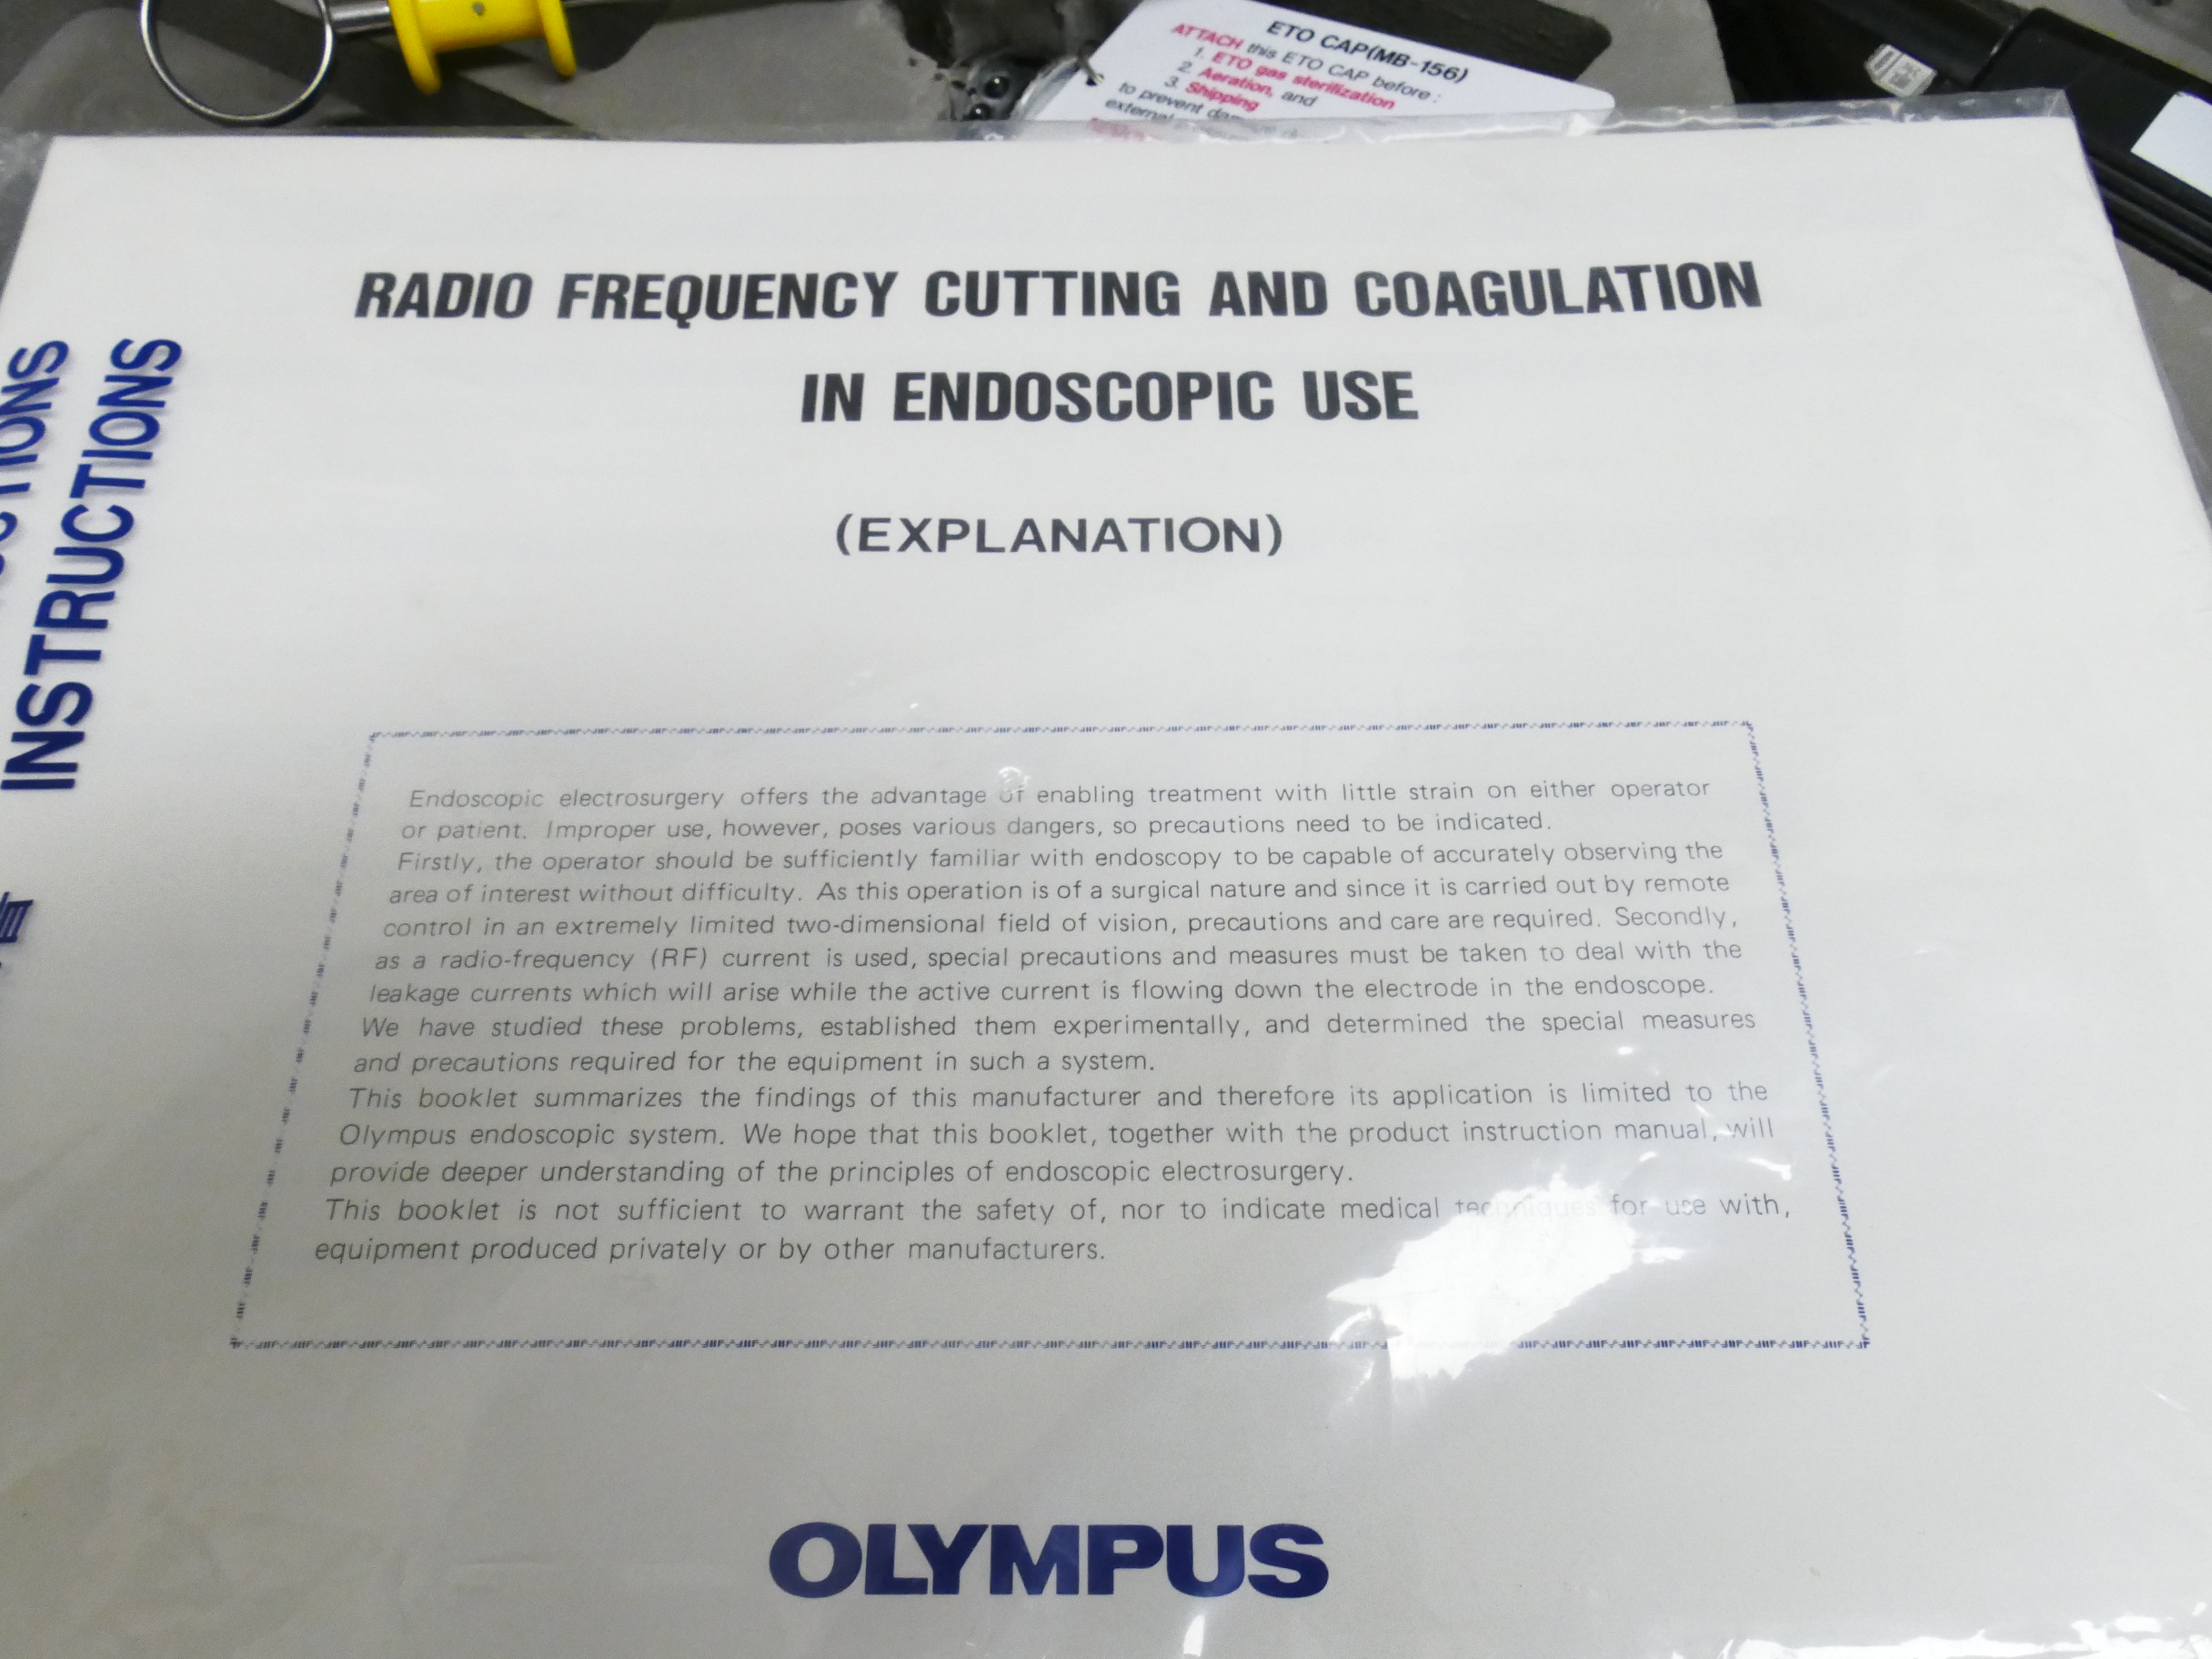 ETO CAP(MB-156)
ATTACH this ETO CAP before :
1. ETO gas sterilization
2. Aeration, and
3. Shipping
to prevent
external
RADIO FREQUENCY CUTTING AND COAGULATION
IN ENDOSCOPIC USE
(EXPLANATION)
INSTRUCTIONS
Endoscopic electrosurgery offers the advantage of enabling treatment with little strain on either operator
or patient. Improper use, however, poses various dangers, so precautions need to be indicated.
Firstly, the operator should be sufficiently familiar with endoscopy to be capable of accurately observing the
area of interest without difficulty. As this operation is of a surgical nature and since it is carried out by remote
control in an extremely limited two-dimensional field of vision, precautions and care are required. Secondly,
as a radio-frequency (RF) current is used, special precautions and measures must be taken to deal with the
leakage currents which will arise while the active current is flowing down the electrode in the endoscope.
We have studied these problems, established them experimentally, and determined the special measures
and precautions required for the equipment in such a system.
This booklet summarizes the findings of this manufacturer and therefore its application is limited to the
Olympus endoscopic system. We hope that this booklet, together with the product instruction manual, will
provide deeper understanding of the principles of endoscopic electrosurgery.
This booklet is not sufficient to warrant the safety of, nor to indicate medical techniques for use with,
equipment produced privately or by other manufacturers.
OLYMPUS